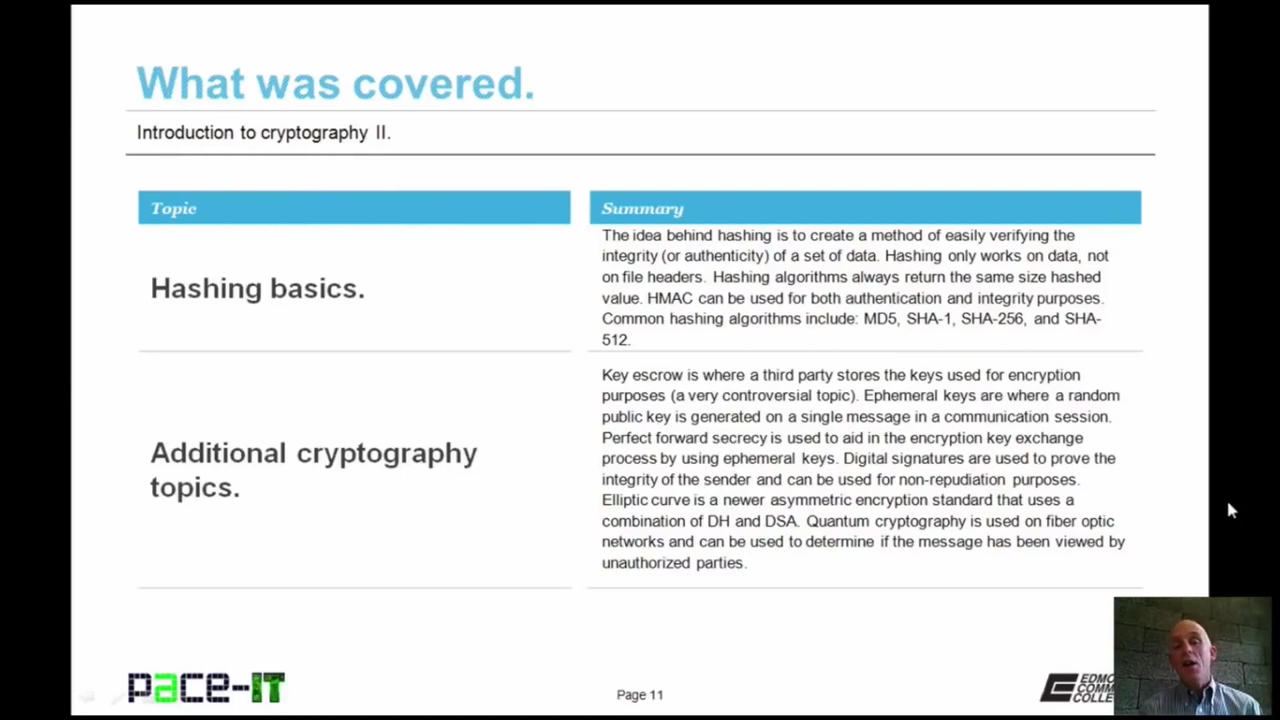 What was covered.
Introduction to cryptography II.
Topic
Summary
Hashing basics.
The idea behind hashing is to create a method of easily verifying the
integrity (or authenticity) of a set of data. Hashing only works on data, not
on file headers. Hashing algorithms always return the same size hashed
value. HMAC can be used for both authentication and integrity purposes.
Common hashing algorithms include: MD5, SHA-1, SHA-256, and SHA-
512.
Additional cryptography
topics.
Key escrow is where a third party stores the keys used for encryption
purposes (a very controversial topic). Ephemeral keys are where a random
public key is generated on a single message in a communication session.
Perfect forward secrecy is used to aid in the encryption key exchange
process by using ephemeral keys. Digital signatures are used to prove the
integrity of the sender and can be used for non-repudiation purposes.
Elliptic curve is a newer asymmetric encryption standard that uses a
combination of DH and DSA. Quantum cryptography is used on fiber optic
networks and can be used to determine if the message has been viewed by
unauthorized parties.
pace-IT
Page 11